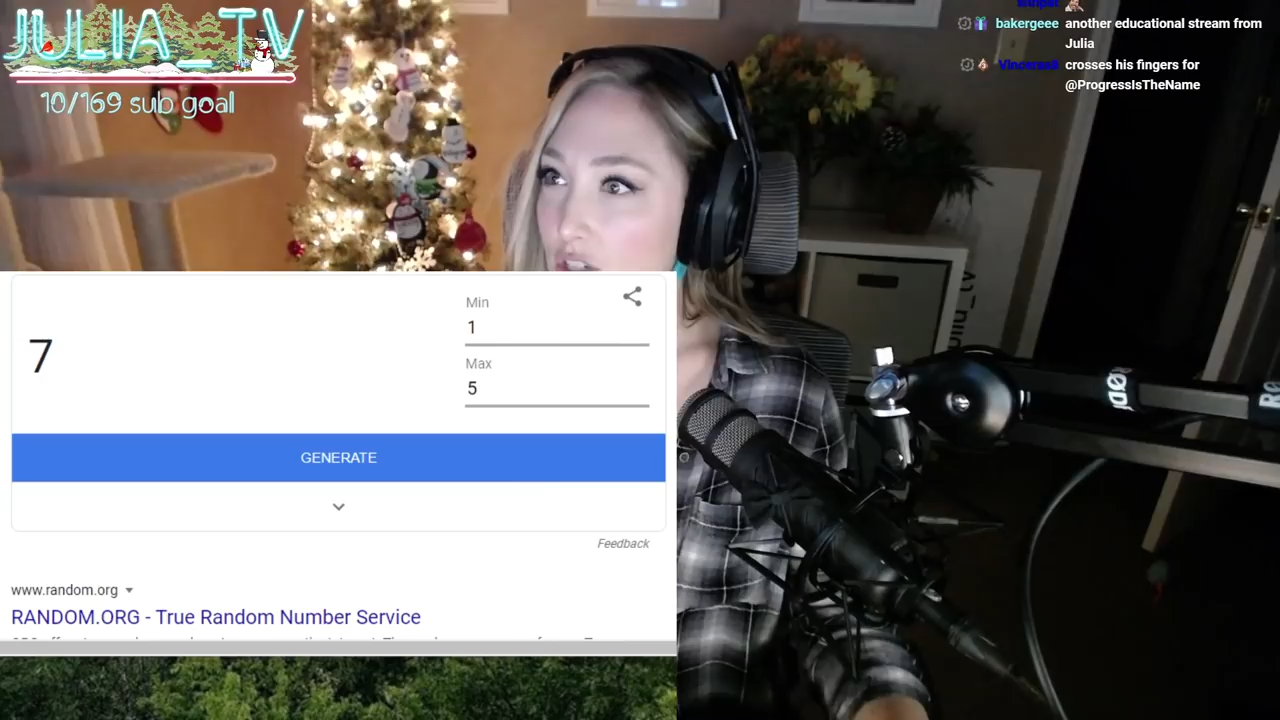 JULIA_TV
10/169 sub goal
bakergeee another educational stream from
Julia
crosses his fingers for
@ProgressIsTheName
Min
1
7
Max
5
GENERATE
Feedback
www.random.org
RANDOM.ORG - True Random Number Service
RØDE